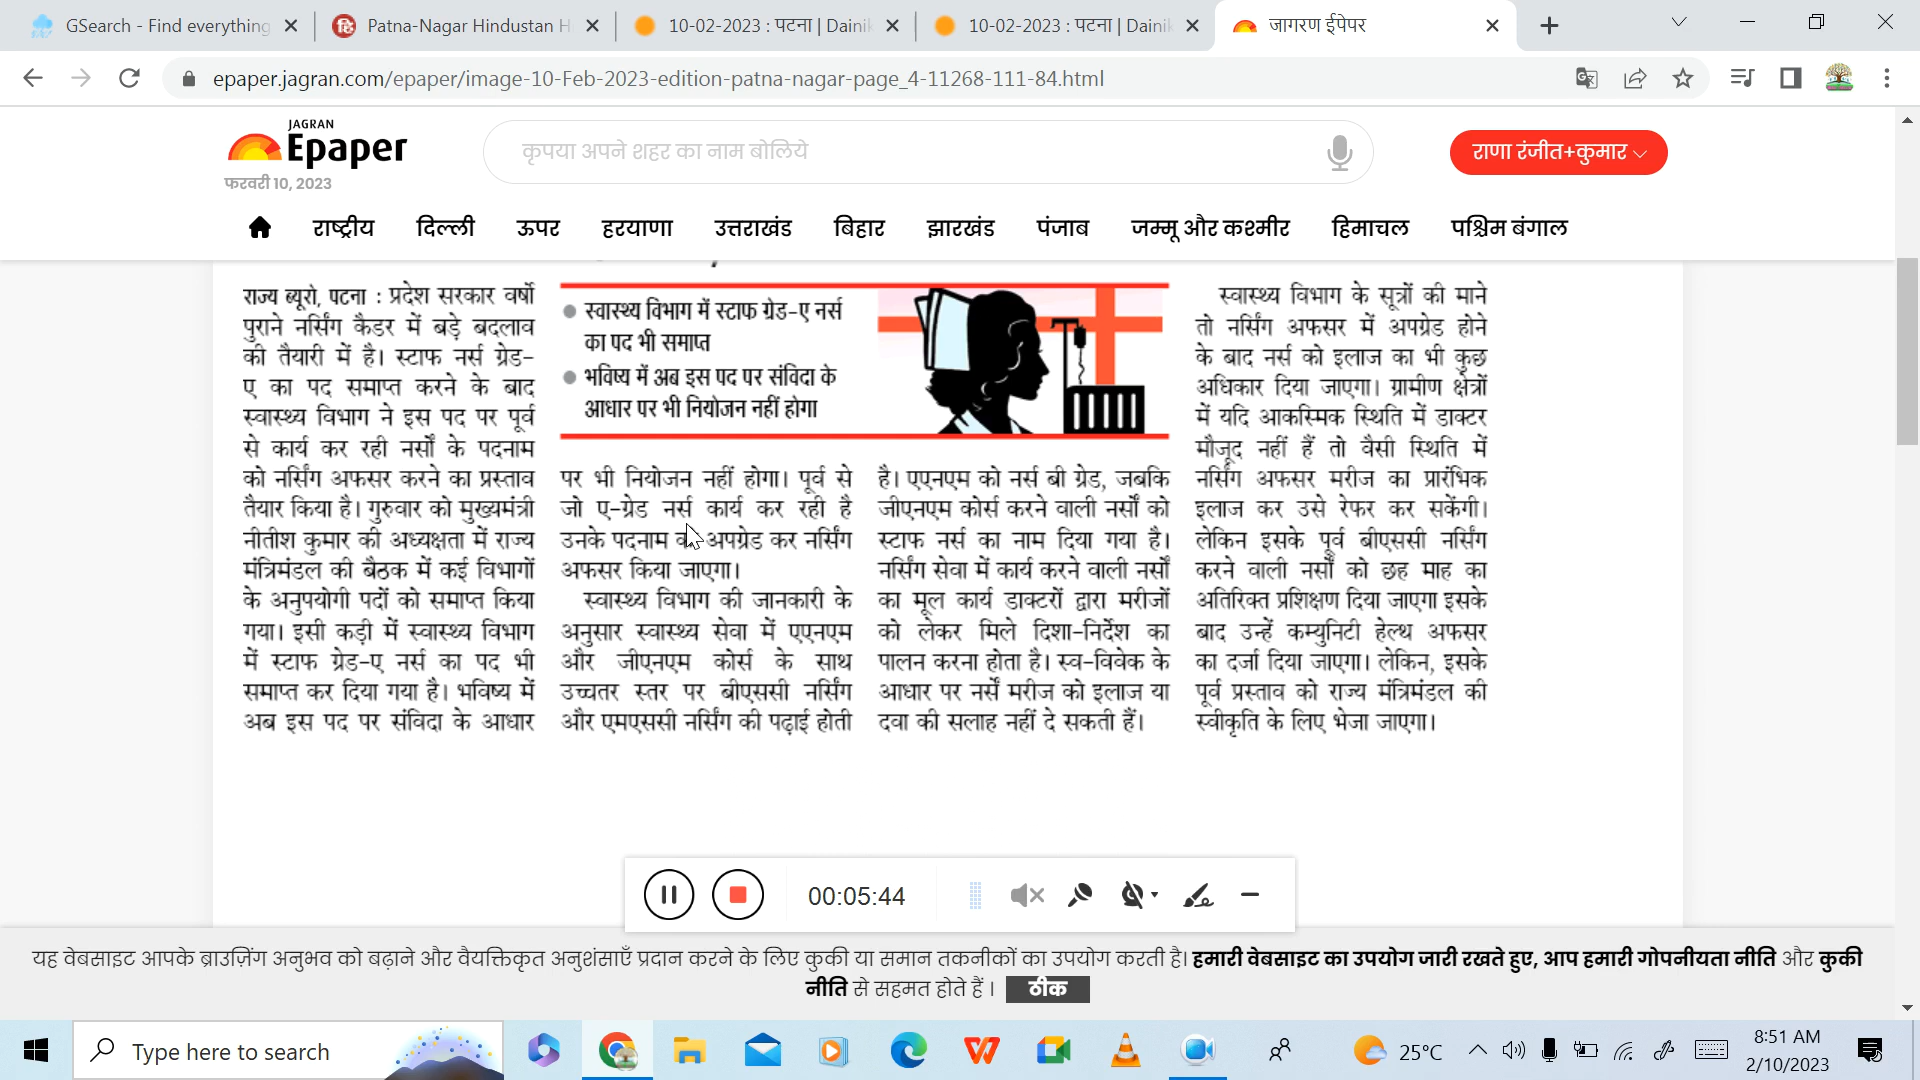 GSearch - Find everything
Patna-Nagar Hindustan H
10-02-2023 : पटना | Dainik
10-02-2023 : पटना | Dainik
जागरण ईपेपर
epaper.jagran.com/epaper/image-10-Feb-2023-edition-patna-nagar-page_4-11268-111-84.html
JAGRAN
Epaper
फरवरी 10, 2023
कृपया अपने शहर का नाम बोलिये
राणा रंजीत+कुमार
राष्ट्रीय दिल्ली ऊपर हरयाणा उत्तराखंड बिहार झारखंड पंजाब जम्मू और कश्मीर हिमाचल पश्चिम बंगाल
राज्य ब्यूरो, पटना : प्रदेश सरकार वर्षों
पुराने नर्सिंग कैडर में बड़े बदलाव
की तैयारी में है। स्टाफ नर्स ग्रेड-
ए का पद समाप्त करने के बाद
स्वास्थ्य विभाग ने इस पद पर पूर्व
से कार्य कर रही नर्सों के पदनाम
को नर्सिंग अफसर करने का प्रस्ताव
तैयार किया है। गुरुवार को मुख्यमंत्री
नीतीश कुमार की अध्यक्षता में राज्य
मंत्रिमंडल की बैठक में कई विभागों
के अनुपयोगी पदों को समाप्त किया
गया। इसी कड़ी में स्वास्थ्य विभाग
में स्टाफ ग्रेड-ए नर्स का पद भी
समाप्त कर दिया गया है। भविष्य में
अब इस पद पर संविदा के आधार
स्वास्थ्य विभाग में स्टाफ ग्रेड-ए नर्स
का पद भी समाप्त
भविष्य में अब इस पद पर संविदा के
आधार पर भी नियोजन नहीं होगा
पर भी नियोजन नहीं होगा। पूर्व से
जो ए-ग्रेड नर्स कार्य कर रही है
उनके पदनाम अपग्रेड कर नर्सिंग
अफसर किया जाएगा।
स्वास्थ्य विभाग की जानकारी के
अनुसार स्वास्थ्य सेवा में एएनएम
और जीएनएम कोर्स के साथ
उच्चतर स्तर पर बीएससी नर्सिंग
और एमएससी नर्सिंग की पढ़ाई होती
है। एएनएम को नर्स बी ग्रेड, जबकि
जीएनएम कोर्स करने वाली नर्सों को
स्टाफ नर्स का नाम दिया गया है।
नर्सिंग सेवा में कार्य करने वाली नर्सों
का मूल कार्य डाक्टरों द्वारा मरीजों
को लेकर मिले दिशा-निर्देश का
पालन करना होता है। स्व-विवेक के
आधार पर नर्सें मरीज को इलाज या
दवा की सलाह नहीं दे सकती हैं।
स्वास्थ्य विभाग के सूत्रों की माने
तो नर्सिंग अफसर में अपग्रेड होने
के बाद नर्स को इलाज का भी कुछ
अधिकार दिया जाएगा। ग्रामीण क्षेत्रों
में यदि आकस्मिक स्थिति में डाक्टर
मौजूद नहीं हैं तो वैसी स्थिति में
नर्सिंग अफसर मरीज का प्रारंभिक
इलाज कर उसे रेफर कर सकेंगी।
लेकिन इसके पूर्व बीएससी नर्सिंग
करने वाली नर्सों को छह माह का
अतिरिक्त प्रशिक्षण दिया जाएगा इसके
बाद उन्हें कम्युनिटी हेल्थ अफसर
का दर्जा दिया जाएगा। लेकिन, इसके
पूर्व प्रस्ताव को राज्य मंत्रिमंडल की
स्वीकृति के लिए भेजा जाएगा।
00:05:44
यह वेबसाइट आपके ब्राउज़िंग अनुभव को बढ़ाने और वैयक्तिकृत अनुशंसाएँ प्रदान करने के लिए कुकी या समान तकनीकों का उपयोग करती है। हमारी वेबसाइट का उपयोग जारी रखते हुए, आप हमारी गोपनीयता नीति और कुकी
नीति से सहमत होते हैं । ठीक
Type here to search
25°C
8:51 AM
2/10/2023